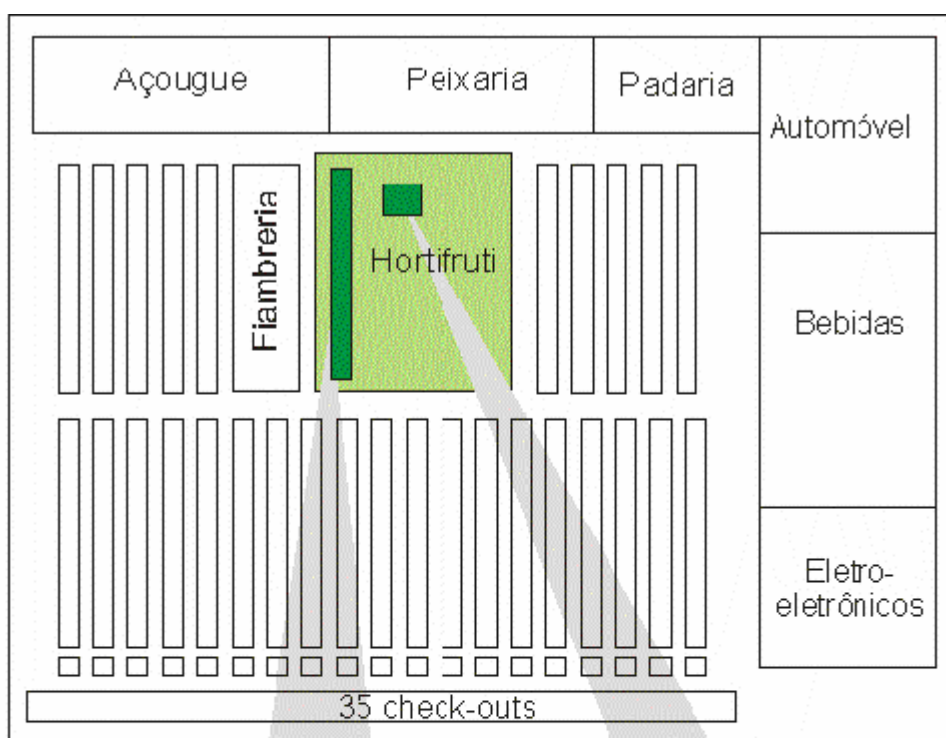 Açougue
Peixaria
Padaria
Automóvel
Fiambreria
Hortifruti
Bebidas
Eletro-
eletrônicos
35 check-outs